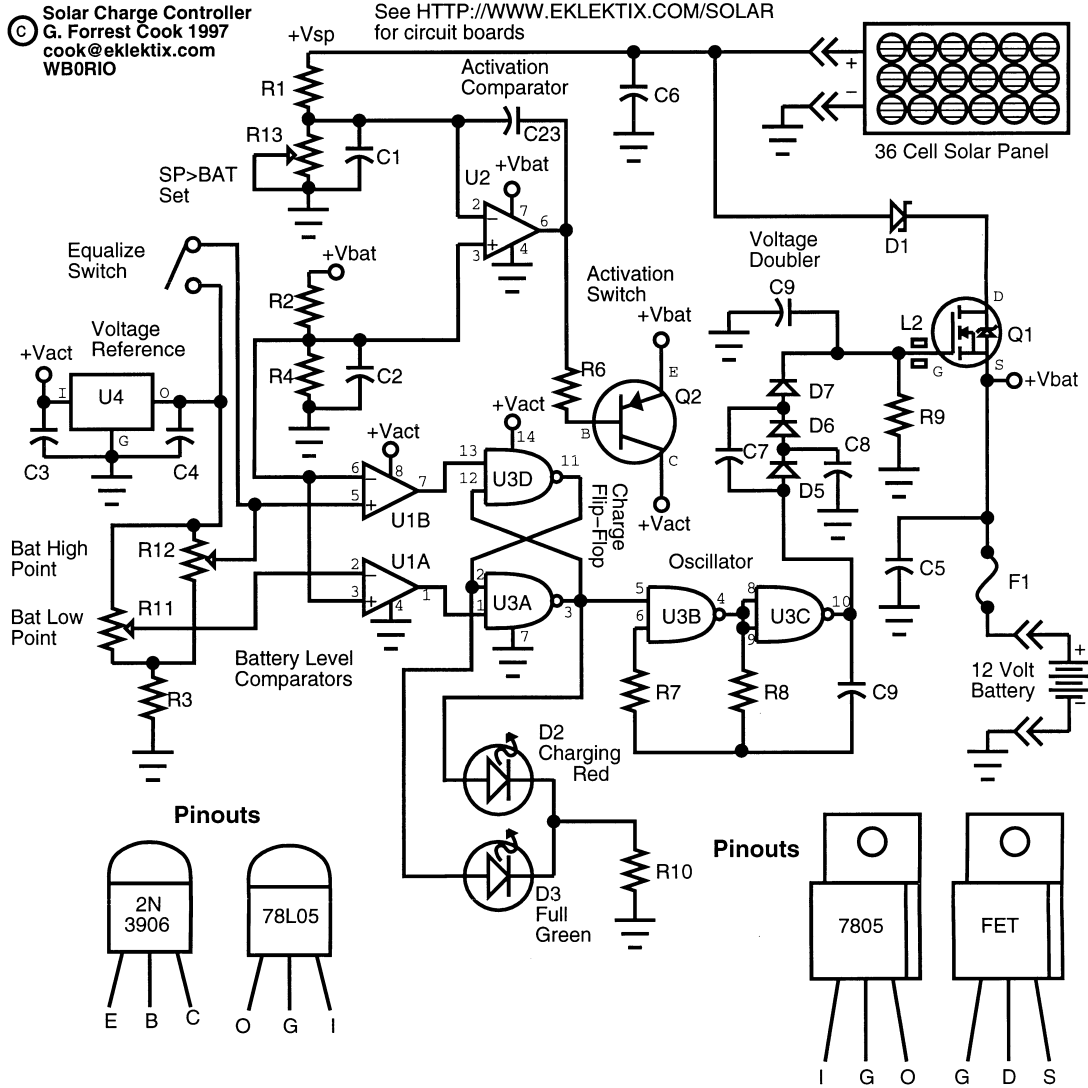 Solar Charge Controller
© G. Forrest Cook 1997
cook@eklektix.com
WB0RIO
See HTTP://WWW.EKLEKTIX.COM/SOLAR
for circuit boards
+Vsp
R1
Activation
Comparator
C6
+
−
36 Cell Solar Panel
R13
C1
C23
SP>BAT
Set
U2
+Vbat
2
−
7
6
+
3
4
D1
Equalize
Switch
+Vbat
R2
Voltage
Doubler
Activation
Switch
C9
+Vbat
D
L2
Q1
G
S
+Vbat
Voltage
Reference
+Vact
I
U4
O
G
C3
C4
R4
C2
R6
E
Q2
B
C
+Vact
D7
D6
C7
C8
D5
R9
+Vact
14
13
12
U3D
11
+Vact
6
−
8
7
5
+
U1B
Charge
Flip–Flop
Bat High
Point
R12
U1A
2
−
3
+
4
1
2
1
U3A
3
7
Oscillator
5
6
U3B
4
8
9
U3C
10
C5
F1
Bat Low
Point
R11
R3
Battery Level
Comparators
R7
R8
C9
12 Volt
Battery
+
−
D2
Charging
Red
D3
Full
Green
R10
Pinouts
2N
3906
E
B
C
78L05
O
G
I
Pinouts
7805
I
G
O
FET
G
D
S